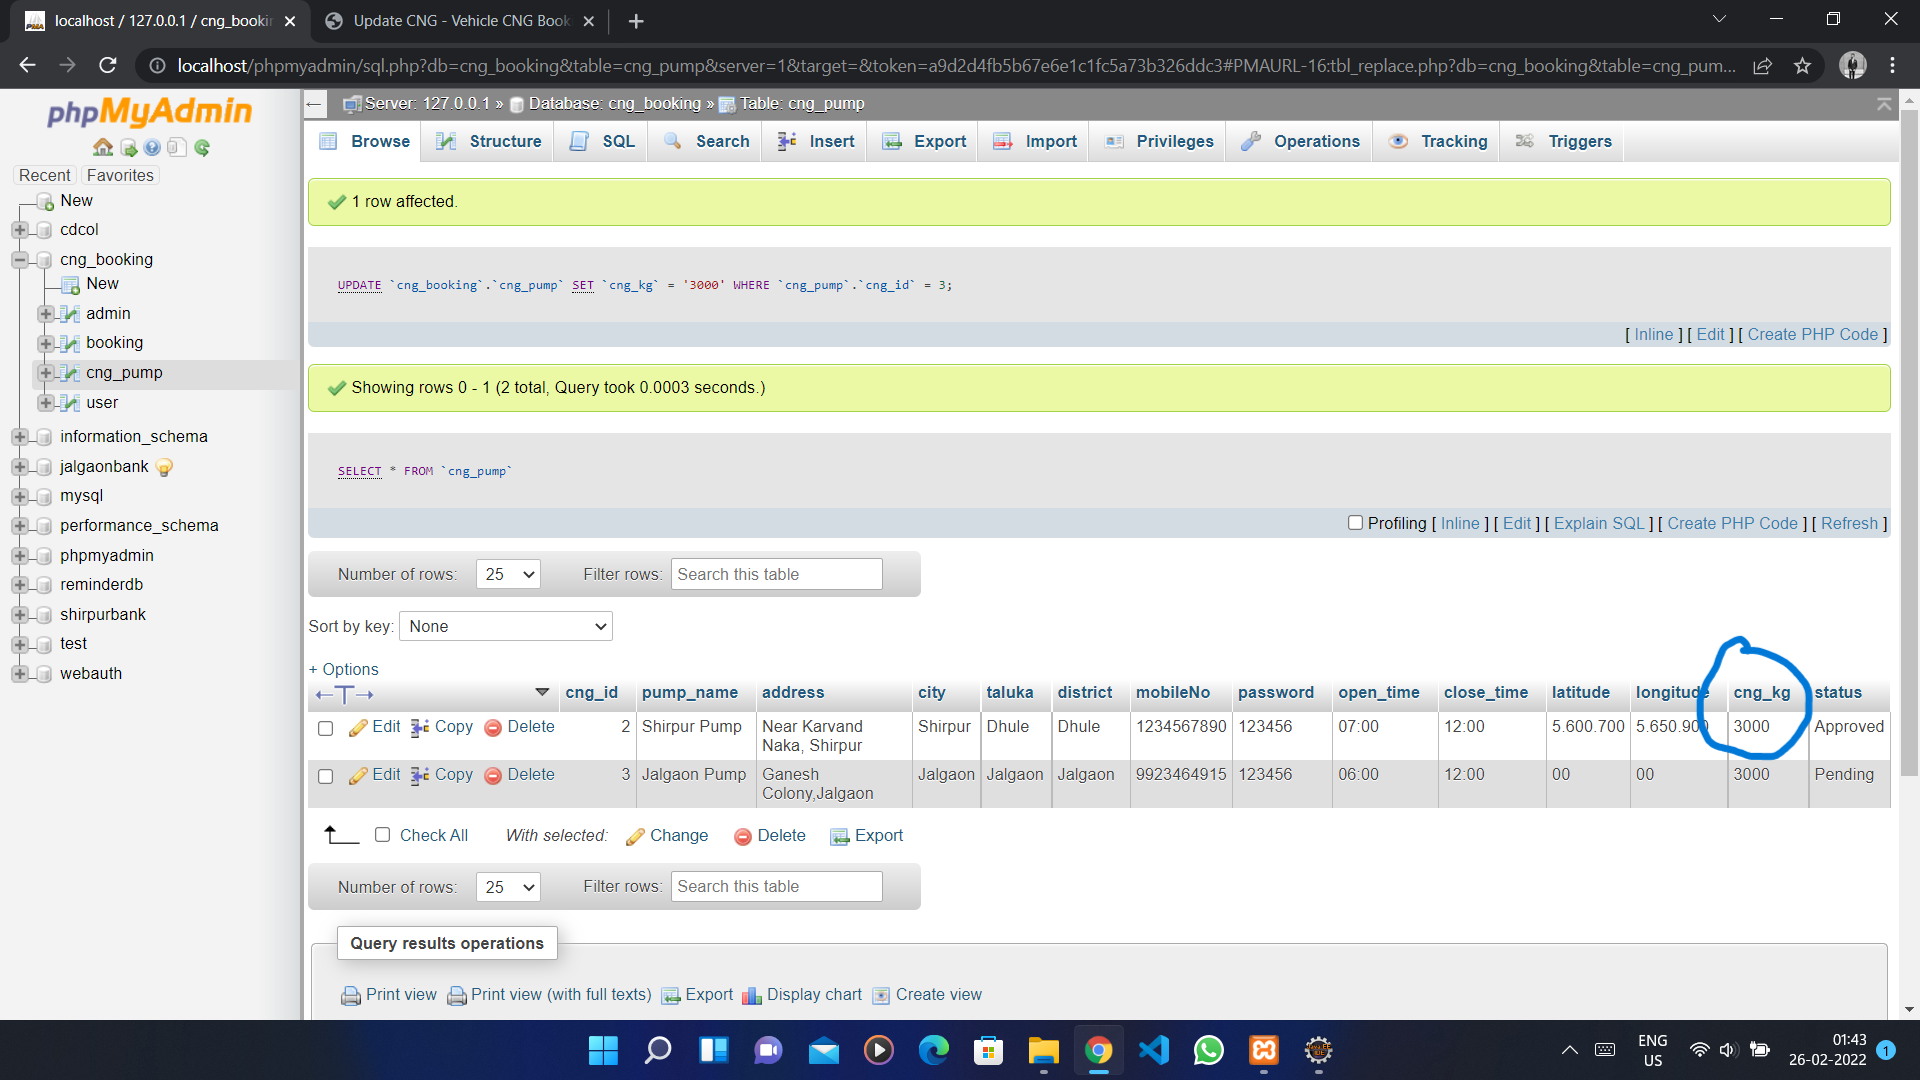 localhost / 127.0.0.1 / cng_bookin
Update CNG - Vehicle CNG Book
localhost/phpmyadmin/sql.php?db=cng_booking&table=cng_pump&server=1&target=&token=a9d2d4fb5b67e6e1c1fc5a73b326ddc3#PMAURL-16:tbl_replace.php?db=cng_booking&table=cng_pum...
phpMyAdmin
Recent Favorites
New
cdcol
cng_booking
New
admin
booking
cng_pump
user
information_schema
jalgaonbank
mysql
performance_schema
phpmyadmin
reminderdb
shirpurbank
test
webauth
Server: 127.0.0.1 » Database: cng_booking » Table: cng_pump
Browse Structure SQL Search Insert Export Import Privileges Operations Tracking Triggers
1 row affected.
UPDATE `cng_booking`.`cng_pump` SET `cng_kg` = '3000' WHERE `cng_pump`.`cng_id` = 3;
[ Inline ] [ Edit ] [ Create PHP Code ]
Showing rows 0 - 1 (2 total, Query took 0.0003 seconds.)
SELECT * FROM `cng_pump`
Profiling [ Inline ] [ Edit ] [ Explain SQL ] [ Create PHP Code ] [ Refresh ]
Number of rows: 25 Filter rows: Search this table
Sort by key: None
+ Options
←T→ cng_id pump_name address city taluka district mobileNo password open_time close_time latitude longitude cng_kg status
Edit Copy Delete 2 Shirpur Pump Near Karvand Naka, Shirpur Shirpur Dhule Dhule 1234567890 123456 07:00 12:00 5.600.700 5.650.900 3000 Approved
Edit Copy Delete 3 Jalgaon Pump Ganesh Colony,Jalgaon Jalgaon Jalgaon Jalgaon 9923464915 123456 06:00 12:00 00 00 3000 Pending
Check All With selected: Change Delete Export
Number of rows: 25 Filter rows: Search this table
Query results operations
Print view Print view (with full texts) Export Display chart Create view
ENG
US
01:43
26-02-2022
1